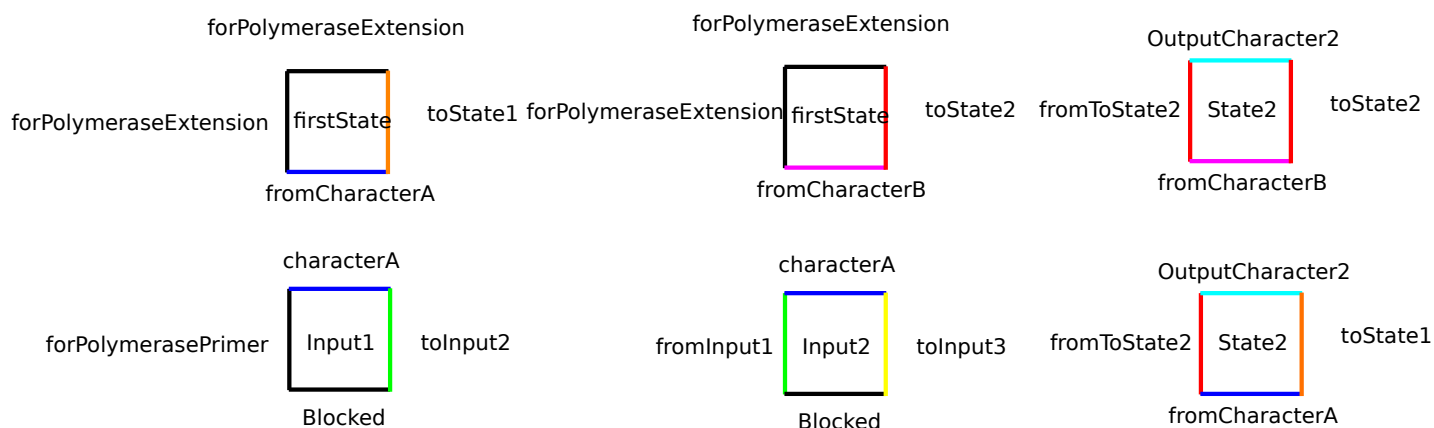 forPolymeraseExtension
forPolymeraseExtension
firstState
toState1
fromCharacterA
forPolymeraseExtension
forPolymeraseExtension
firstState
toState2
fromCharacterB
OutputCharacter2
fromToState2
State2
toState2
fromCharacterB
characterA
forPolymerasePrimer
Input1
toInput2
Blocked
characterA
fromInput1
Input2
toInput3
Blocked
OutputCharacter2
fromToState2
State2
toState1
fromCharacterA